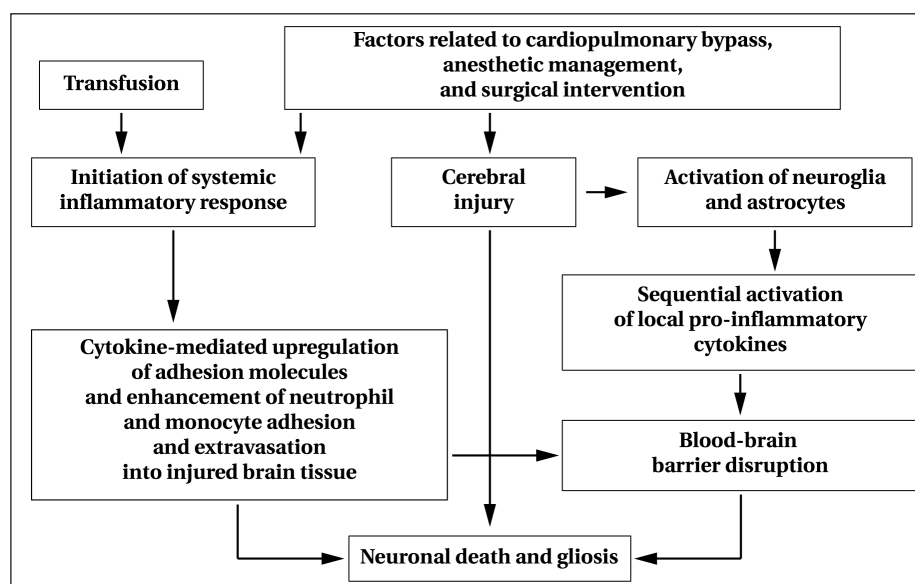 Factors related to cardiopulmonary bypass,
anesthetic management,
and surgical intervention
Transfusion
Initiation of systemic
inflammatory response
Cerebral
injury
Activation of neuroglia
and astrocytes
Sequential activation
of local pro-inflammatory
cytokines
Cytokine-mediated upregulation
of adhesion molecules
and enhancement of neutrophil
and monocyte adhesion
and extravasation
into injured brain tissue
Blood-brain
barrier disruption
Neuronal death and gliosis